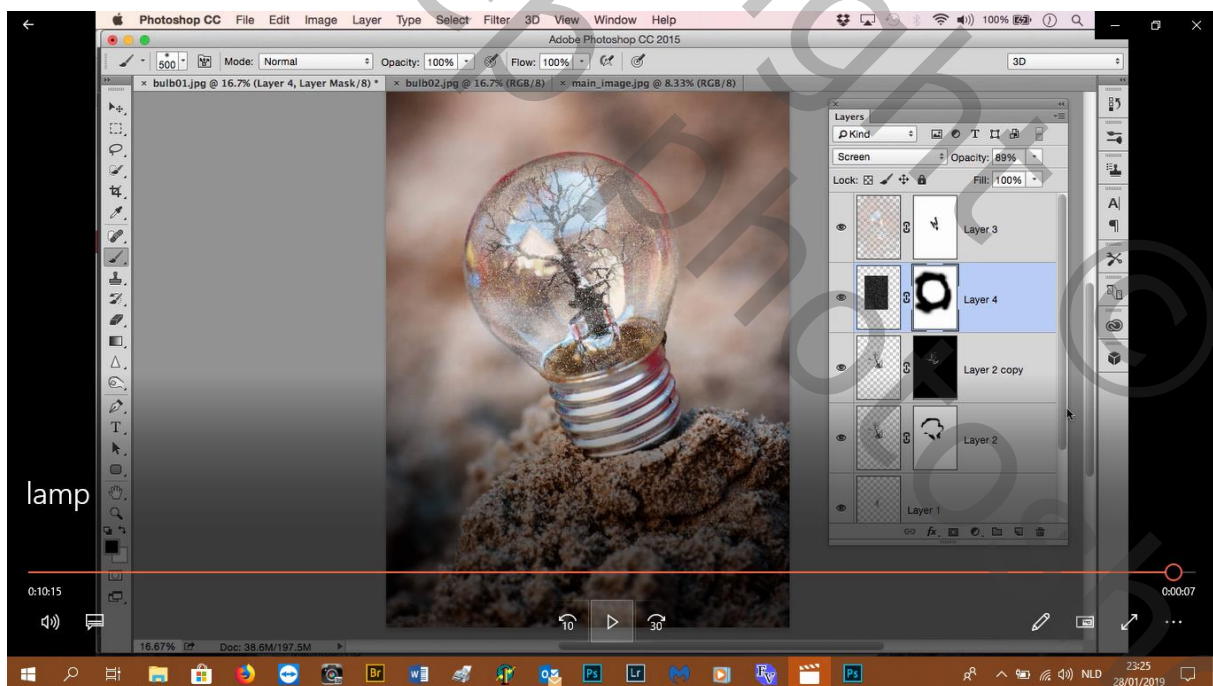 Photoshop CC File Edit Image Layer Type Select Filter 3D View Window Help 100%
Adobe Photoshop CC 2015
500 Mode: Normal Opacity: 100% Flow: 100% 3D
× bulb01.jpg @ 16.7% (Layer 4, Layer Mask/8) * × bulb02.jpg @ 16.7% (RGB/8) × main_image.jpg @ 8.33% (RGB/8)
Layers
Kind
Screen Opacity: 89%
Lock: Fill: 100%
Layer 3
Layer 4
Layer 2 copy
Layer 2
Layer 1
fx
lamp
0:10:15
0:00:07
10
30
16.67% Doc: 38.6M/197.5M
Br
Ps
Lr
Ps
NLD
23:25
28/01/2019